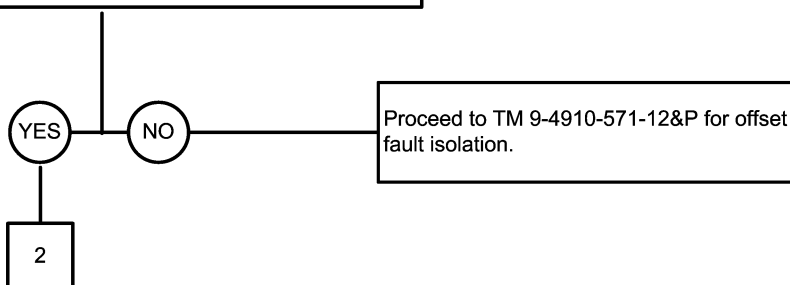 YES
NO
Proceed to TM 9-4910-571-12&P for offset
fault isolation.
2